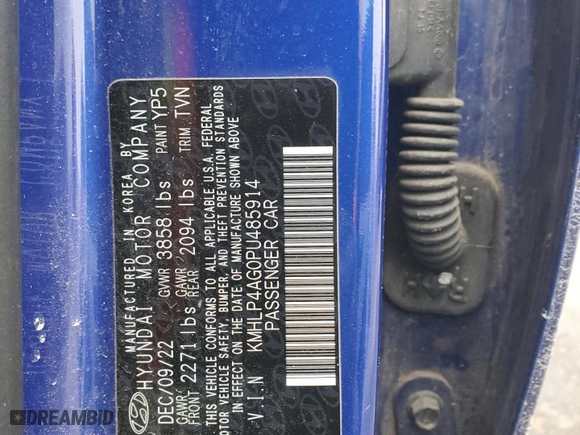 MANUFACTURED IN KOREA BY
HYUNDAI MOTOR COMPANY
DEC/09/22 GVWR 3858 lbs PAINT YP5
GAWR FRONT 2271 lbs GAWR REAR 2094 lbs TRIM TVN
THIS VEHICLE CONFORMS TO ALL APPLICABLE U.S.A. FEDERAL
MOTOR VEHICLE SAFETY, BUMPER AND THEFT PREVENTION STANDARDS
IN EFFECT ON THE DATE OF MANUFACTURE SHOWN ABOVE
V.I.N KMHLP4AG0PU485914
PASSENGER CAR
DREAMBID